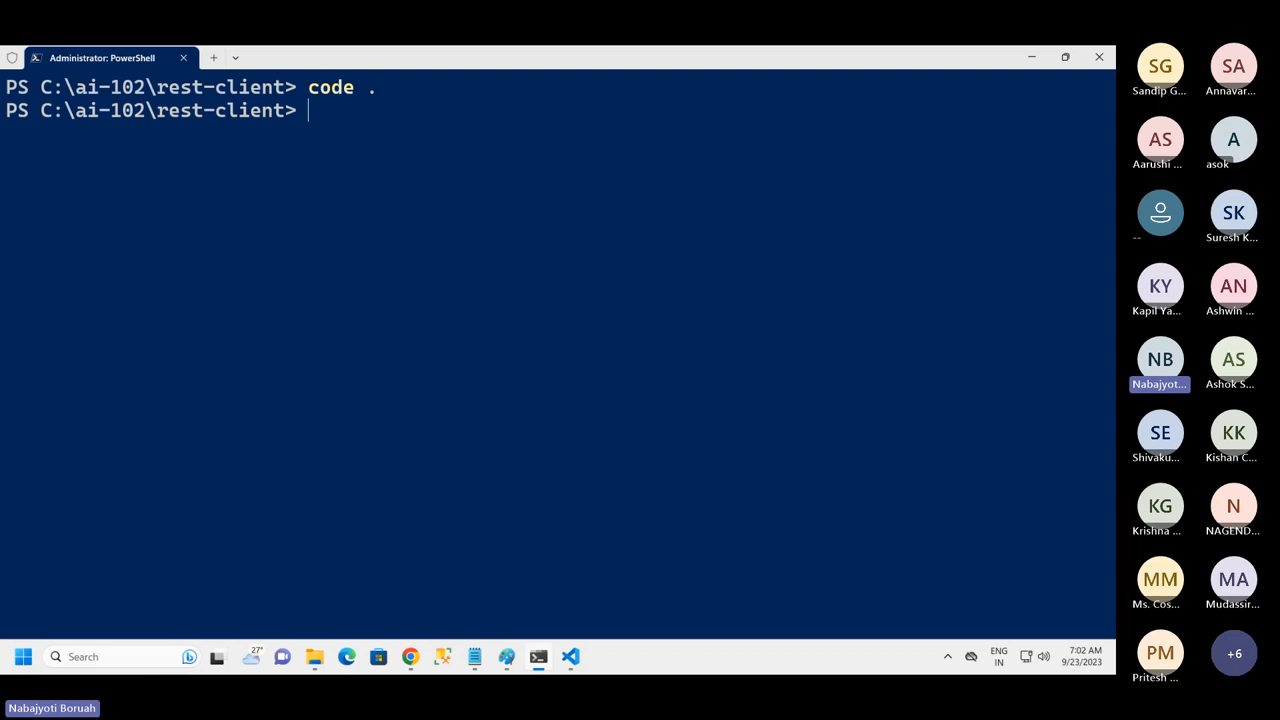 Administrator: PowerShell
PS C:\ai-102\rest-client> code .
PS C:\ai-102\rest-client>
Search
27°
ENG
IN
7:02 AM
9/23/2023
SG
Sandip G...
SA
Annavar...
AS
Aarushi ...
A
asok
--
SK
Suresh K...
KY
Kapil Ya...
AN
Ashwin ...
NB
Nabajyot...
AS
Ashok S...
SE
Shivaku...
KK
Kishan C...
KG
Krishna ...
N
NAGEND...
MM
Ms. Cos...
MA
Mudassir...
PM
Pritesh ...
+6
Nabajyoti Boruah